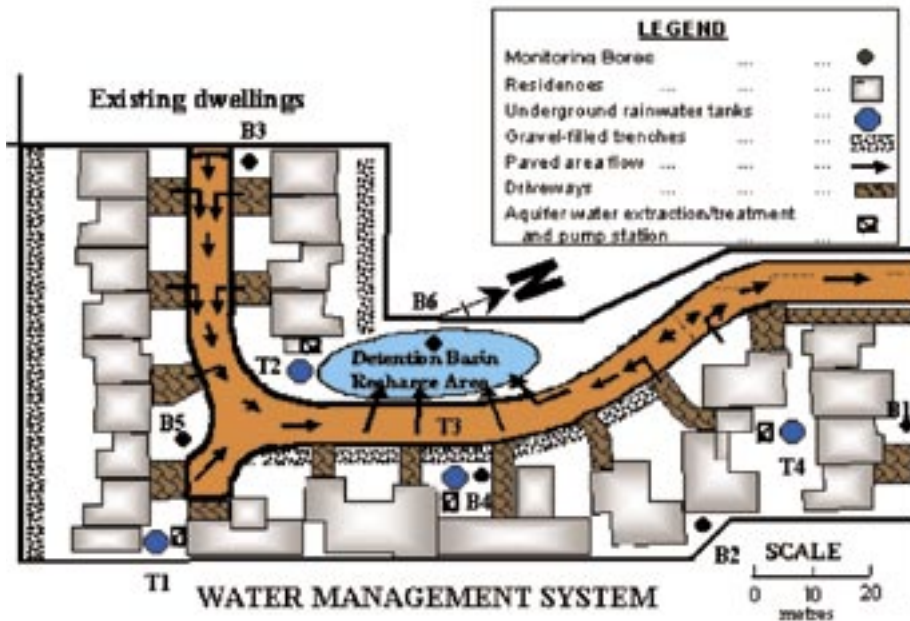 LEGEND
Monitoring Bores ... ...
Residences ... ... ...
Underground rainwater tanks ...
Gravel-filled trenches ... ...
Paved area flow ... ...
Driveways ... ... ...
Aquifer water extraction/treatment
and pump station ... ...
Existing dwellings
B3
B6
N
T2
Detention Basin
Recharge Area
B5
T3
B1
B4
T4
B2
SCALE
T1
0 10 20
metres
WATER MANAGEMENT SYSTEM